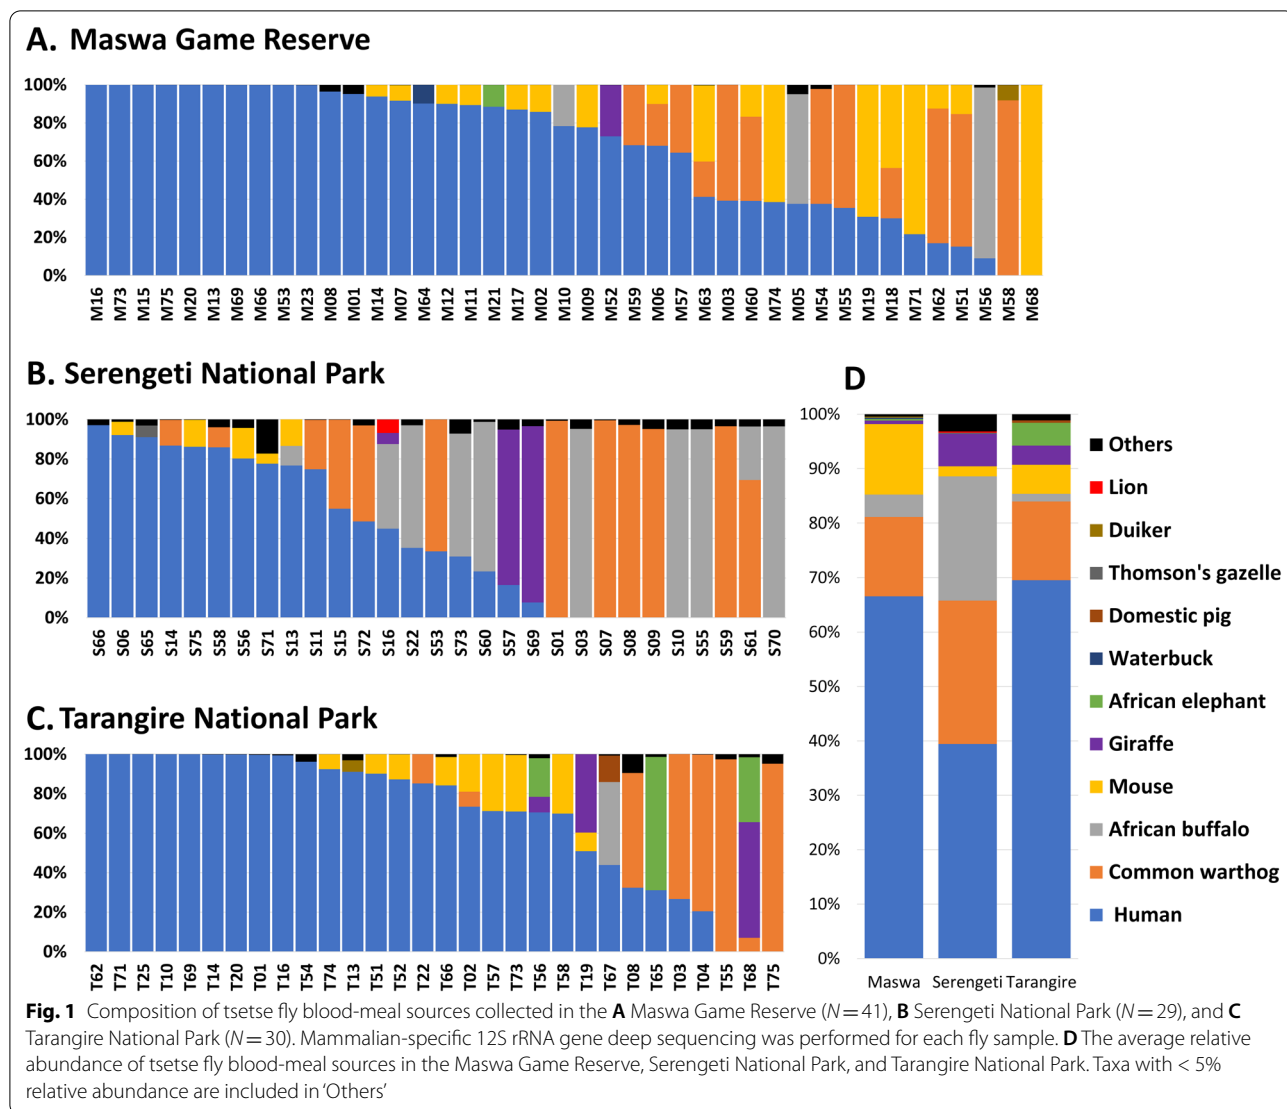 A. Maswa Game Reserve
100%
80%
60%
40%
20%
0%
M16 M73 M15 M75 M20 M13 M69 M66 M53 M23 M08 M01 M14 M07 M64 M12 M11 M21 M17 M02 M10 M09 M52 M59 M06 M57 M63 M03 M60 M74 M05 M54 M55 M19 M18 M71 M62 M51 M56 M58 M68
B. Serengeti National Park
100%
80%
60%
40%
20%
0%
S66 S06 S65 S14 S75 S58 S56 S71 S13 S11 S15 S72 S16 S22 S53 S73 S60 S57 S69 S01 S03 S07 S08 S09 S10 S55 S59 S61 S70
C. Tarangire National Park
100%
80%
60%
40%
20%
0%
T62 T71 T25 T10 T69 T14 T20 T01 T16 T54 T74 T13 T51 T52 T22 T66 T02 T57 T73 T56 T58 T19 T67 T08 T65 T03 T04 T55 T68 T75
D
100%
90%
80%
70%
60%
50%
40%
30%
20%
10%
0%
Maswa Serengeti Tarangire
Others
Lion
Duiker
Thomson's gazelle
Domestic pig
Waterbuck
African elephant
Giraffe
Mouse
African buffalo
Common warthog
Human
Fig. 1 Composition of tsetse fly blood-meal sources collected in the A Maswa Game Reserve (N = 41), B Serengeti National Park (N = 29), and C
Tarangire National Park (N = 30). Mammalian-specific 12S rRNA gene deep sequencing was performed for each fly sample. D The average relative
abundance of tsetse fly blood-meal sources in the Maswa Game Reserve, Serengeti National Park, and Tarangire National Park. Taxa with < 5%
relative abundance are included in 'Others'